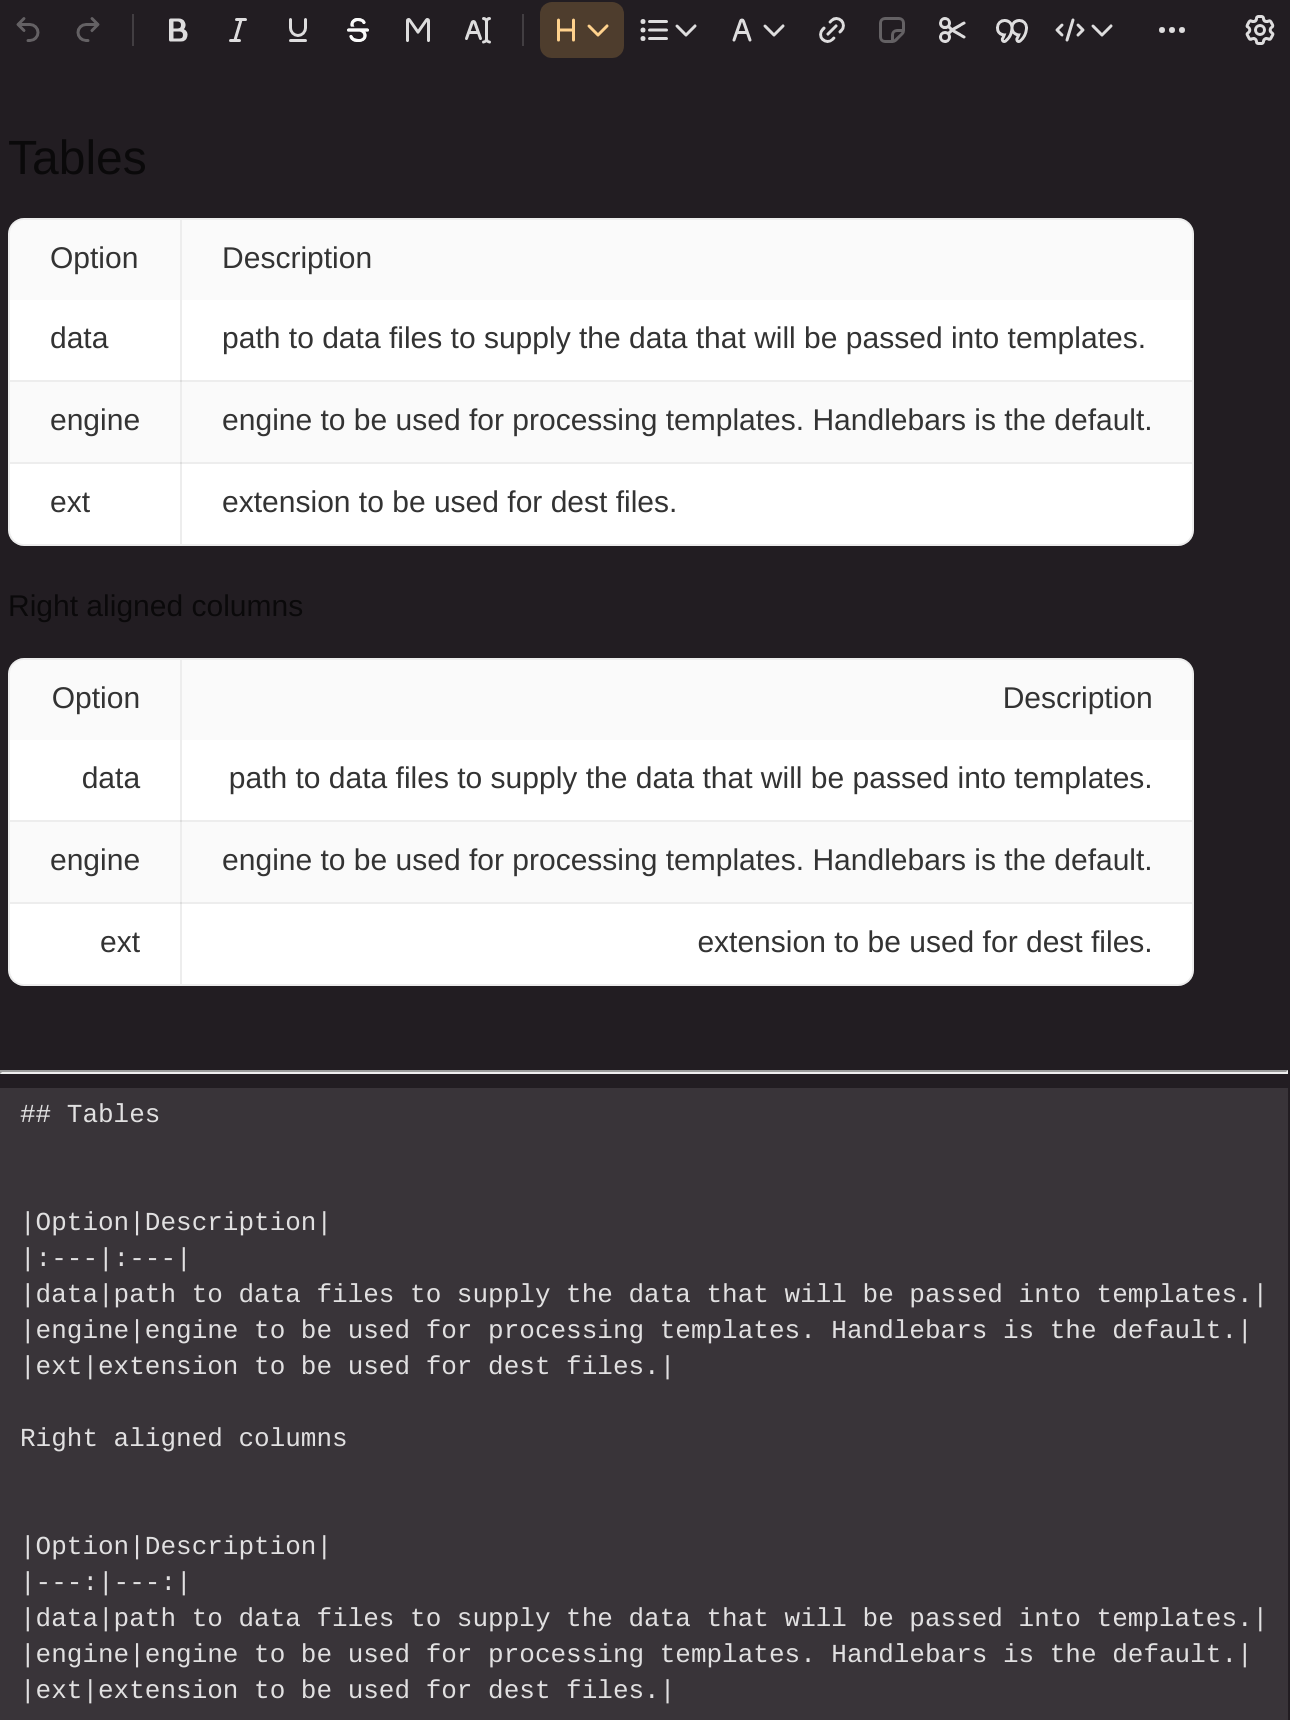 B I U S M A H A
Tables
Option Description
data path to data files to supply the data that will be passed into templates.
engine engine to be used for processing templates. Handlebars is the default.
ext extension to be used for dest files.
Right aligned columns
Option Description
data path to data files to supply the data that will be passed into templates.
engine engine to be used for processing templates. Handlebars is the default.
ext extension to be used for dest files.
## Tables
|Option|Description|
|:---|:---|
|data|path to data files to supply the data that will be passed into templates.|
|engine|engine to be used for processing templates. Handlebars is the default.|
|ext|extension to be used for dest files.|
Right aligned columns
|Option|Description|
|---:|---:|
|data|path to data files to supply the data that will be passed into templates.|
|engine|engine to be used for processing templates. Handlebars is the default.|
|ext|extension to be used for dest files.|